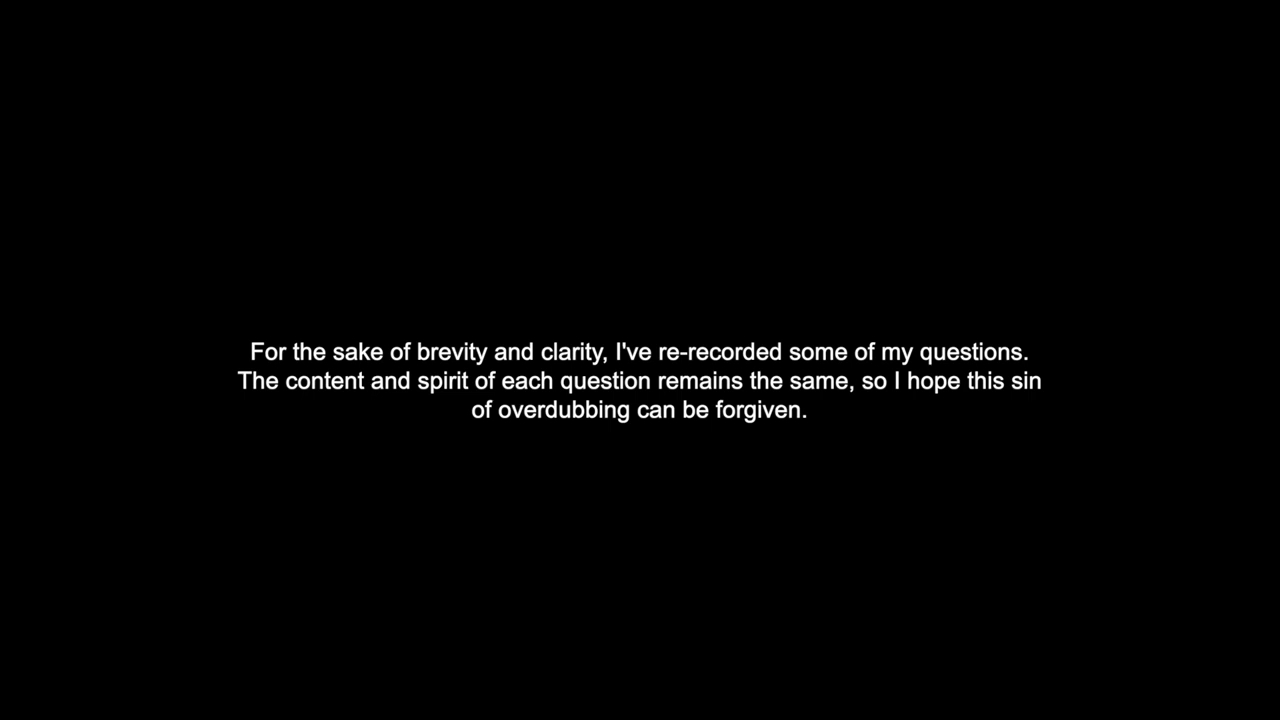 For the sake of brevity and clarity, I've re-recorded some of my questions.
The content and spirit of each question remains the same, so I hope this sin
of overdubbing can be forgiven.